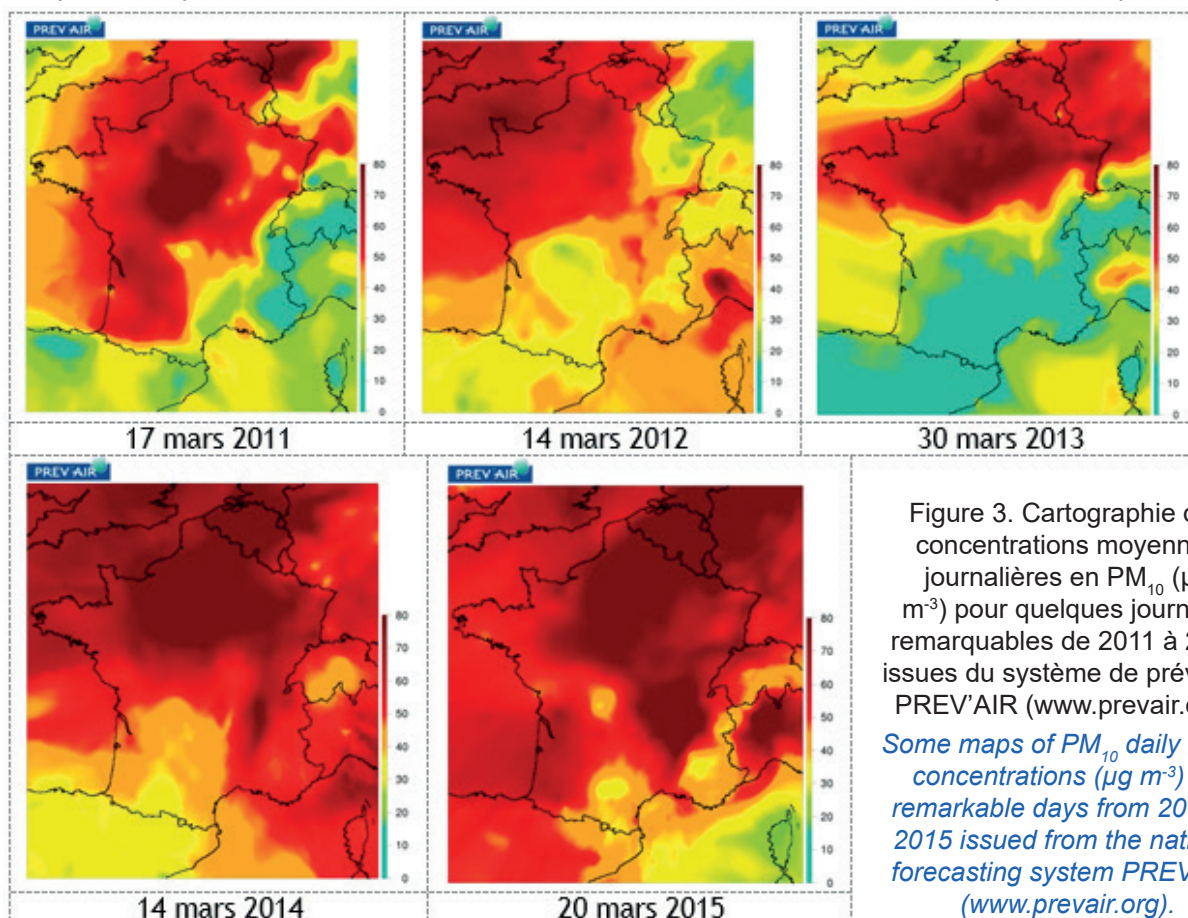 PREV'AIR
80
70
60
50
40
30
20
10
0
17 mars 2011
PREV'AIR
80
70
60
50
40
30
20
10
0
14 mars 2012
PREV'AIR
80
70
60
50
40
30
20
10
0
30 mars 2013
PREV'AIR
80
70
60
50
40
30
20
10
0
14 mars 2014
PREV'AIR
80
70
60
50
40
30
20
10
0
20 mars 2015
Figure 3. Cartographie
concentrations moyenn
journalières en PM₁₀ (µ
m⁻³) pour quelques journ
remarquables de 2011 à 2
issues du système de prév
PREV'AIR (www.prevair.o
Some maps of PM₁₀ daily
concentrations (µg m⁻³)
remarkable days from 20
2015 issued from the nati
forecasting system PREV
(www.prevair.org).